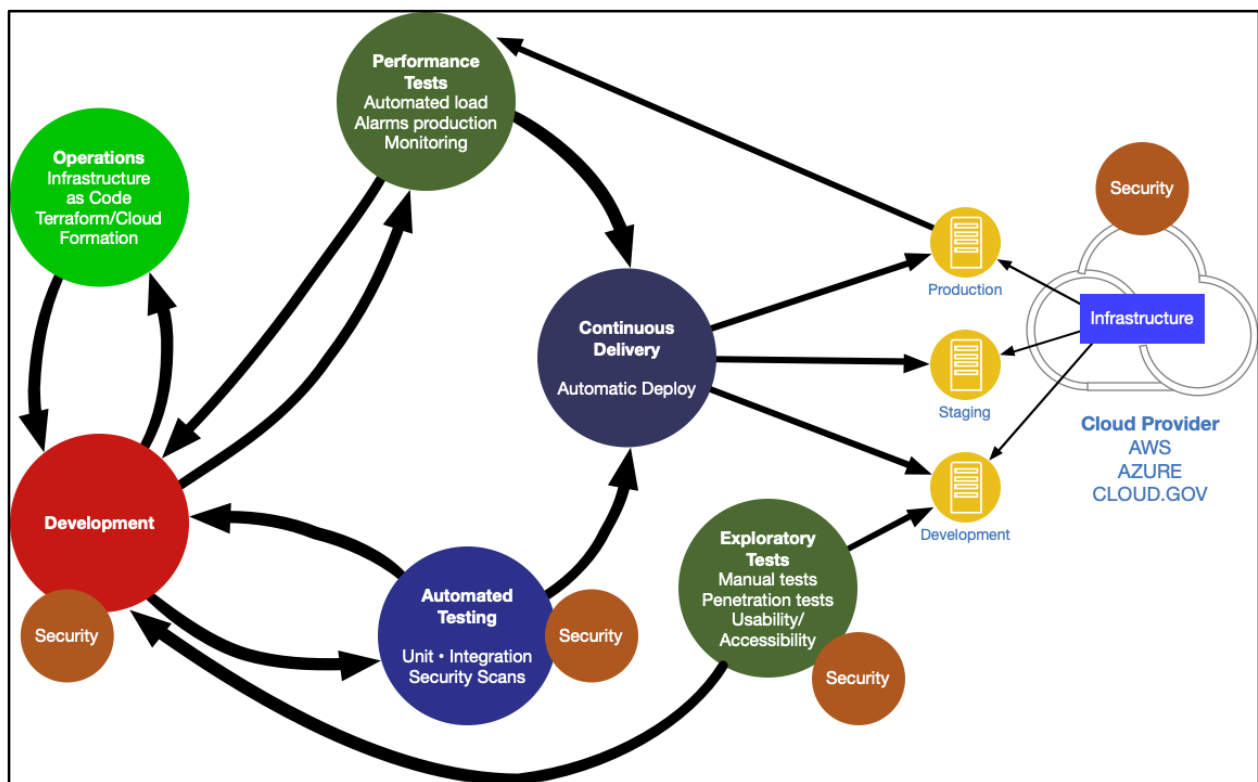 Performance
Tests
Automated load
Alarms production
Monitoring
Operations
Infrastructure
as Code
Terraform/Cloud
Formation
Security
Production
Infrastructure
Continuous
Delivery
Automatic Deploy
Staging
Cloud Provider
AWS
AZURE
CLOUD.GOV
Development
Development
Exploratory
Tests
Manual tests
Penetration tests
Usability/
Accessibility
Automated
Testing
Unit • Integration
Security Scans
Security
Security
Security